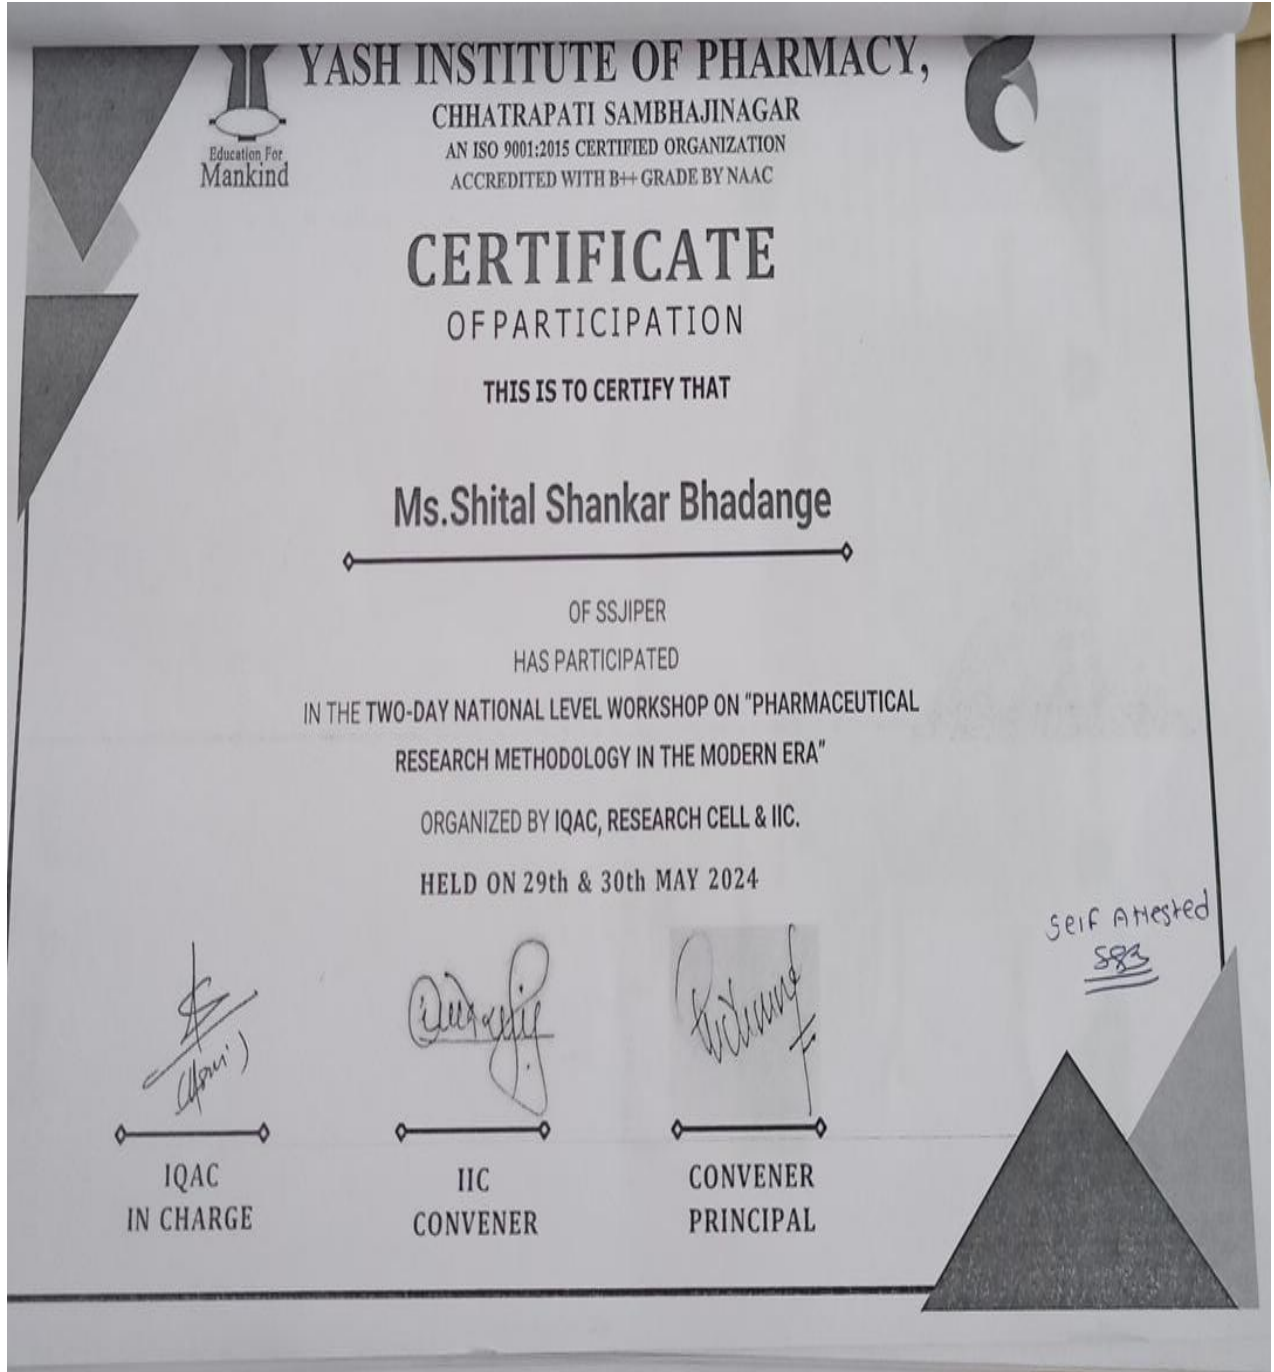 YASH INSTITUTE OF PHARMACY,
CHHATRAPATI SAMBHAJINAGAR
AN ISO 9001:2015 CERTIFIED ORGANIZATION
ACCREDITED WITH B++ GRADE BY NAAC
Education For
Mankind
CERTIFICATE
OF PARTICIPATION
THIS IS TO CERTIFY THAT
Ms.Shital Shankar Bhadange
OF SSJIPER
HAS PARTICIPATED
IN THE TWO-DAY NATIONAL LEVEL WORKSHOP ON "PHARMACEUTICAL
RESEARCH METHODOLOGY IN THE MODERN ERA"
ORGANIZED BY IQAC, RESEARCH CELL & IIC.
HELD ON 29th & 30th MAY 2024
Self Attested
SSB
IQAC
IN CHARGE
IIC
CONVENER
CONVENER
PRINCIPAL